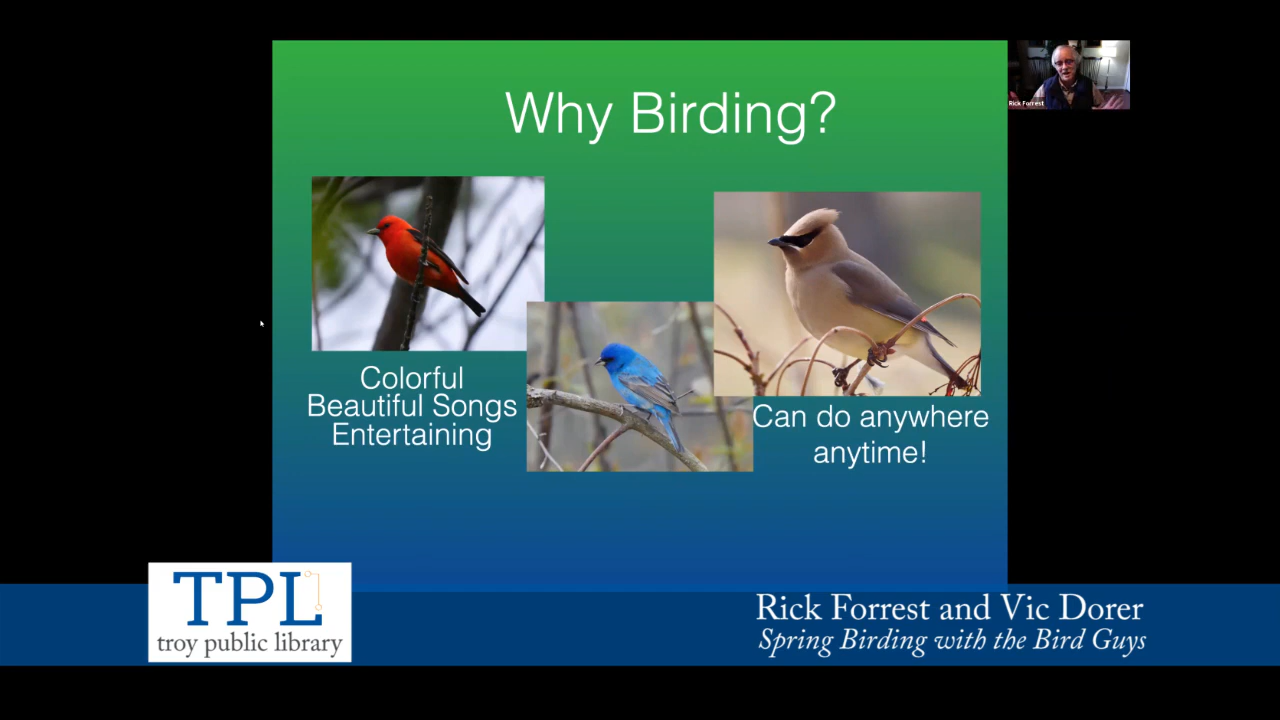 Why Birding?
Rick Forrest
Colorful
Beautiful Songs
Entertaining
Can do anywhere
anytime!
TPL
troy public library
Rick Forrest and Vic Dorer
Spring Birding with the Bird Guys